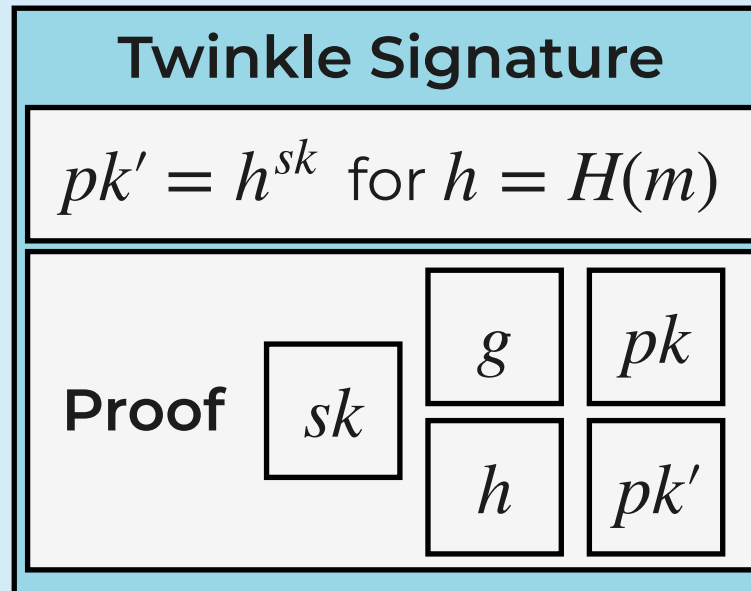 Twinkle Signature
pk′ = h^sk for h = H(m)
g pk
Proof sk
h pk′